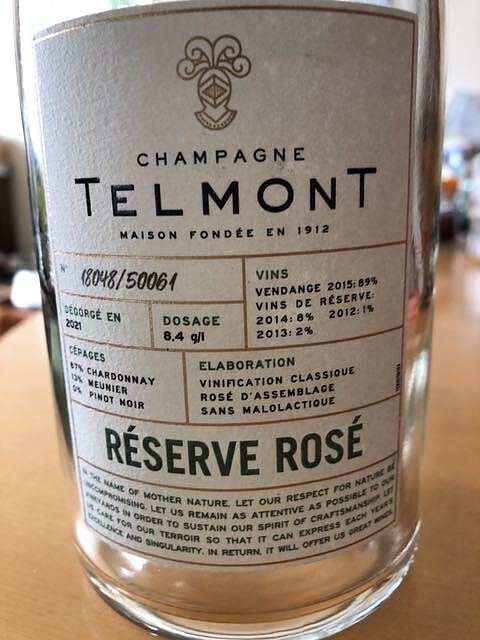 CHAMPAGNE
TELMONT
MAISON FONDÉE EN 1912
N° 18048/50061
DÉGORGÉ EN
2021
DOSAGE
8,4 g/l
VINS
VENDANGE 2015: 89%
VINS DE RÉSERVE:
2014: 8% 2012: 1%
2013: 2%
CÉPAGES
87% CHARDONNAY
13% MEUNIER
0% PINOT NOIR
ELABORATION
VINIFICATION CLASSIQUE
ROSÉ D'ASSEMBLAGE
SANS MALOLACTIQUE
RÉSERVE ROSÉ
IN THE NAME OF MOTHER NATURE, LET OUR RESPECT FOR NATURE BE
UNCOMPROMISING. LET US REMAIN AS ATTENTIVE AS POSSIBLE TO OUR
VINEYARDS IN ORDER TO SUSTAIN OUR SPIRIT OF CRAFTSMANSHIP. LET
US CARE FOR OUR TERROIR SO THAT IT CAN EXPRESS EACH YEAR'S
EXCELLENCE AND SINGULARITY. IN RETURN, IT WILL OFFER US GREAT WINES.